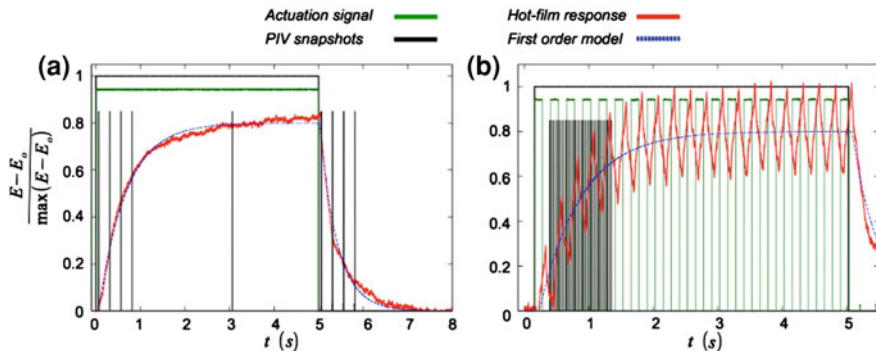 Actuation signal
Hot-film response
PIV snapshots
First order model
(a)
(b)
E − E_o
max(E − E_o)
1
0.8
0.6
0.4
0.2
0
0 1 2 3 4 5 6 7 8
t (s)
1
0.8
0.6
0.4
0.2
0
0 1 2 3 4 5
t (s)